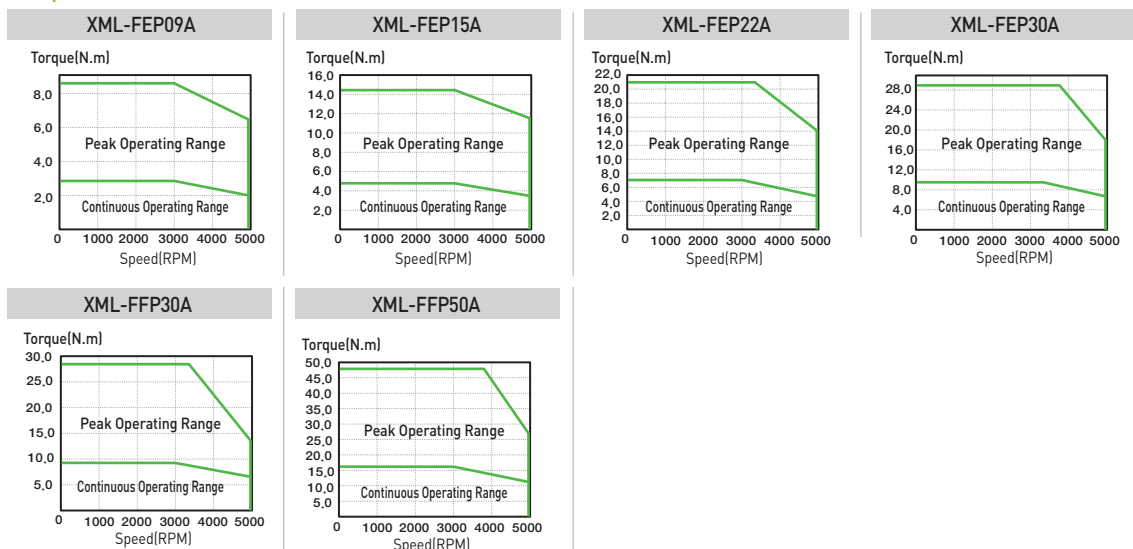 XML-FEP09A
Torque(N.m)
8.0
6.0
4.0
2.0
Peak Operating Range
Continuous Operating Range
0 1000 2000 3000 4000 5000
Speed(RPM)
XML-FEP15A
Torque(N.m)
16.0
14.0
12.0
10.0
8.0
6.0
4.0
2.0
Peak Operating Range
Continuous Operating Range
0 1000 2000 3000 4000 5000
Speed(RPM)
XML-FEP22A
Torque(N.m)
22.0
20.0
18.0
16.0
14.0
12.0
10.0
8.0
6.0
4.0
2.0
Peak Operating Range
Continuous Operating Range
0 1000 2000 3000 4000 5000
Speed(RPM)
XML-FEP30A
Torque(N.m)
28.0
24.0
20.0
16.0
12.0
8.0
4.0
Peak Operating Range
Continuous Operating Range
0 1000 2000 3000 4000 5000
Speed(RPM)
XML-FFP30A
Torque(N.m)
30.0
25.0
20.0
15.0
10.0
5.0
Peak Operating Range
Continuous Operating Range
0 1000 2000 3000 4000 5000
Speed(RPM)
XML-FFP50A
Torque(N.m)
50.0
45.0
40.0
35.0
30.0
25.0
20.0
15.0
10.0
5.0
Peak Operating Range
Continuous Operating Range
0 1000 2000 3000 4000 5000
Speed(RPM)